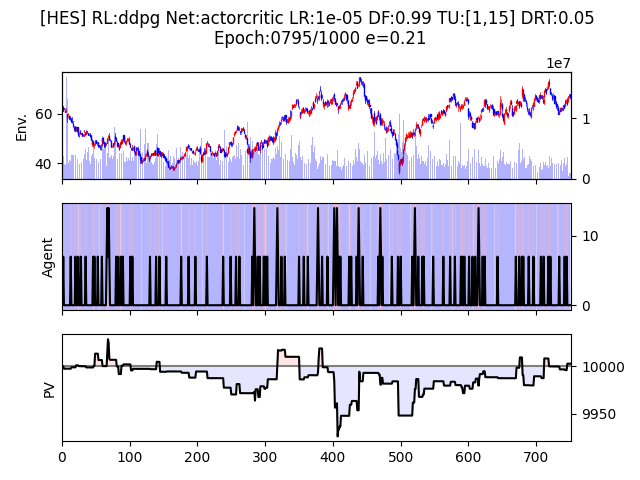 [HES] RL:ddpg Net:actorcritic LR:1e-05 DF:0.99 TU:[1,15] DRT:0.05
Epoch:0795/1000 e=0.21
1e7
Env.
60
40
1
0
Agent
10
0
PV
10000
9950
0 100 200 300 400 500 600 700